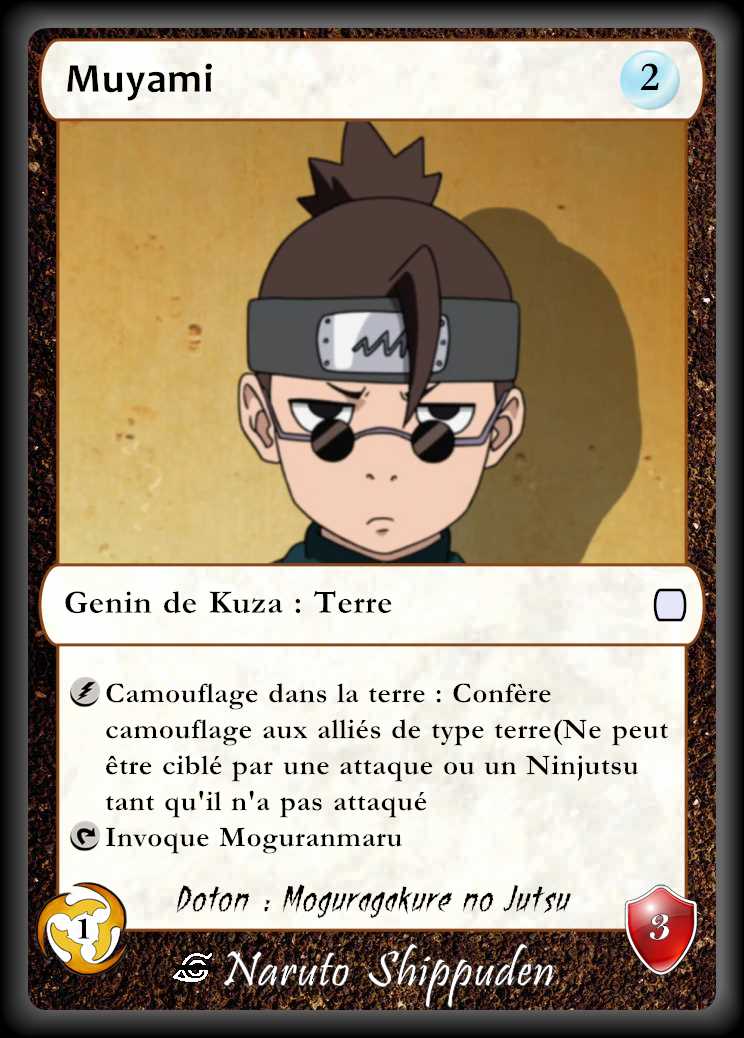 Muyami
2
Genin de Kuza : Terre
Camouflage dans la terre : Confère
camouflage aux alliés de type terre(Ne peut
être ciblé par une attaque ou un Ninjutsu
tant qu'il n'a pas attaqué
Invoque Moguranmaru
Doton : Moguragakure no Jutsu
1
3
Naruto Shippuden